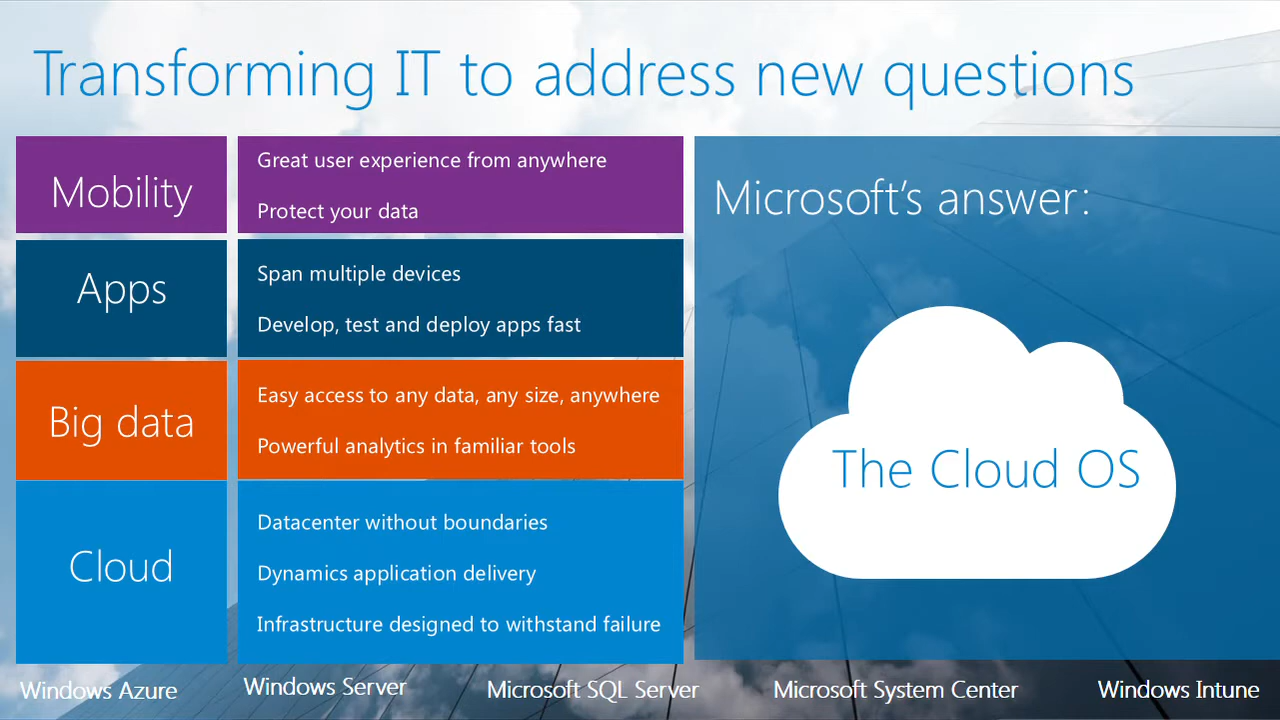 Transforming IT to address new questions
Mobility
Great user experience from anywhere
Protect your data
Apps
Span multiple devices
Develop, test and deploy apps fast
Big data
Easy access to any data, any size, anywhere
Powerful analytics in familiar tools
Cloud
Datacenter without boundaries
Dynamics application delivery
Infrastructure designed to withstand failure
Microsoft’s answer:
The Cloud OS
Windows Azure
Windows Server
Microsoft SQL Server
Microsoft System Center
Windows Intune